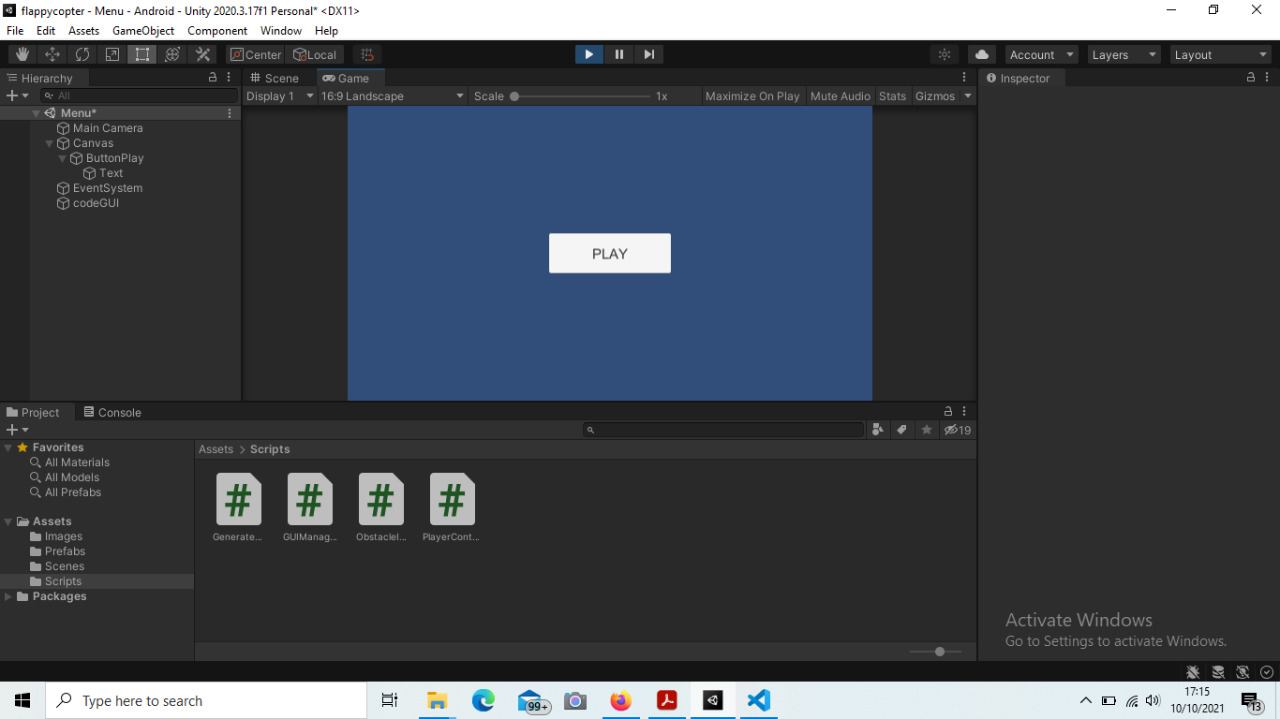 flappycopter - Menu - Android - Unity 2020.3.17f1 Personal* <DX11>
File Edit Assets GameObject Component Window Help
Center Local Account Layers Layout
Hierarchy Scene Game Inspector
All Display 1 16:9 Landscape Scale 1x Maximize On Play Mute Audio Stats Gizmos
Menu*
Main Camera
Canvas
ButtonPlay
Text
EventSystem
codeGUI
PLAY
Project Console
19
Favorites
All Materials
All Models
All Prefabs
Assets
Images
Prefabs
Scenes
Scripts
Packages
Assets > Scripts
# # # #
Generate... GUIManag... ObstacleI... PlayerCont...
Activate Windows
Go to Settings to activate Windows.
Type here to search
99+
17:15
10/10/2021
13